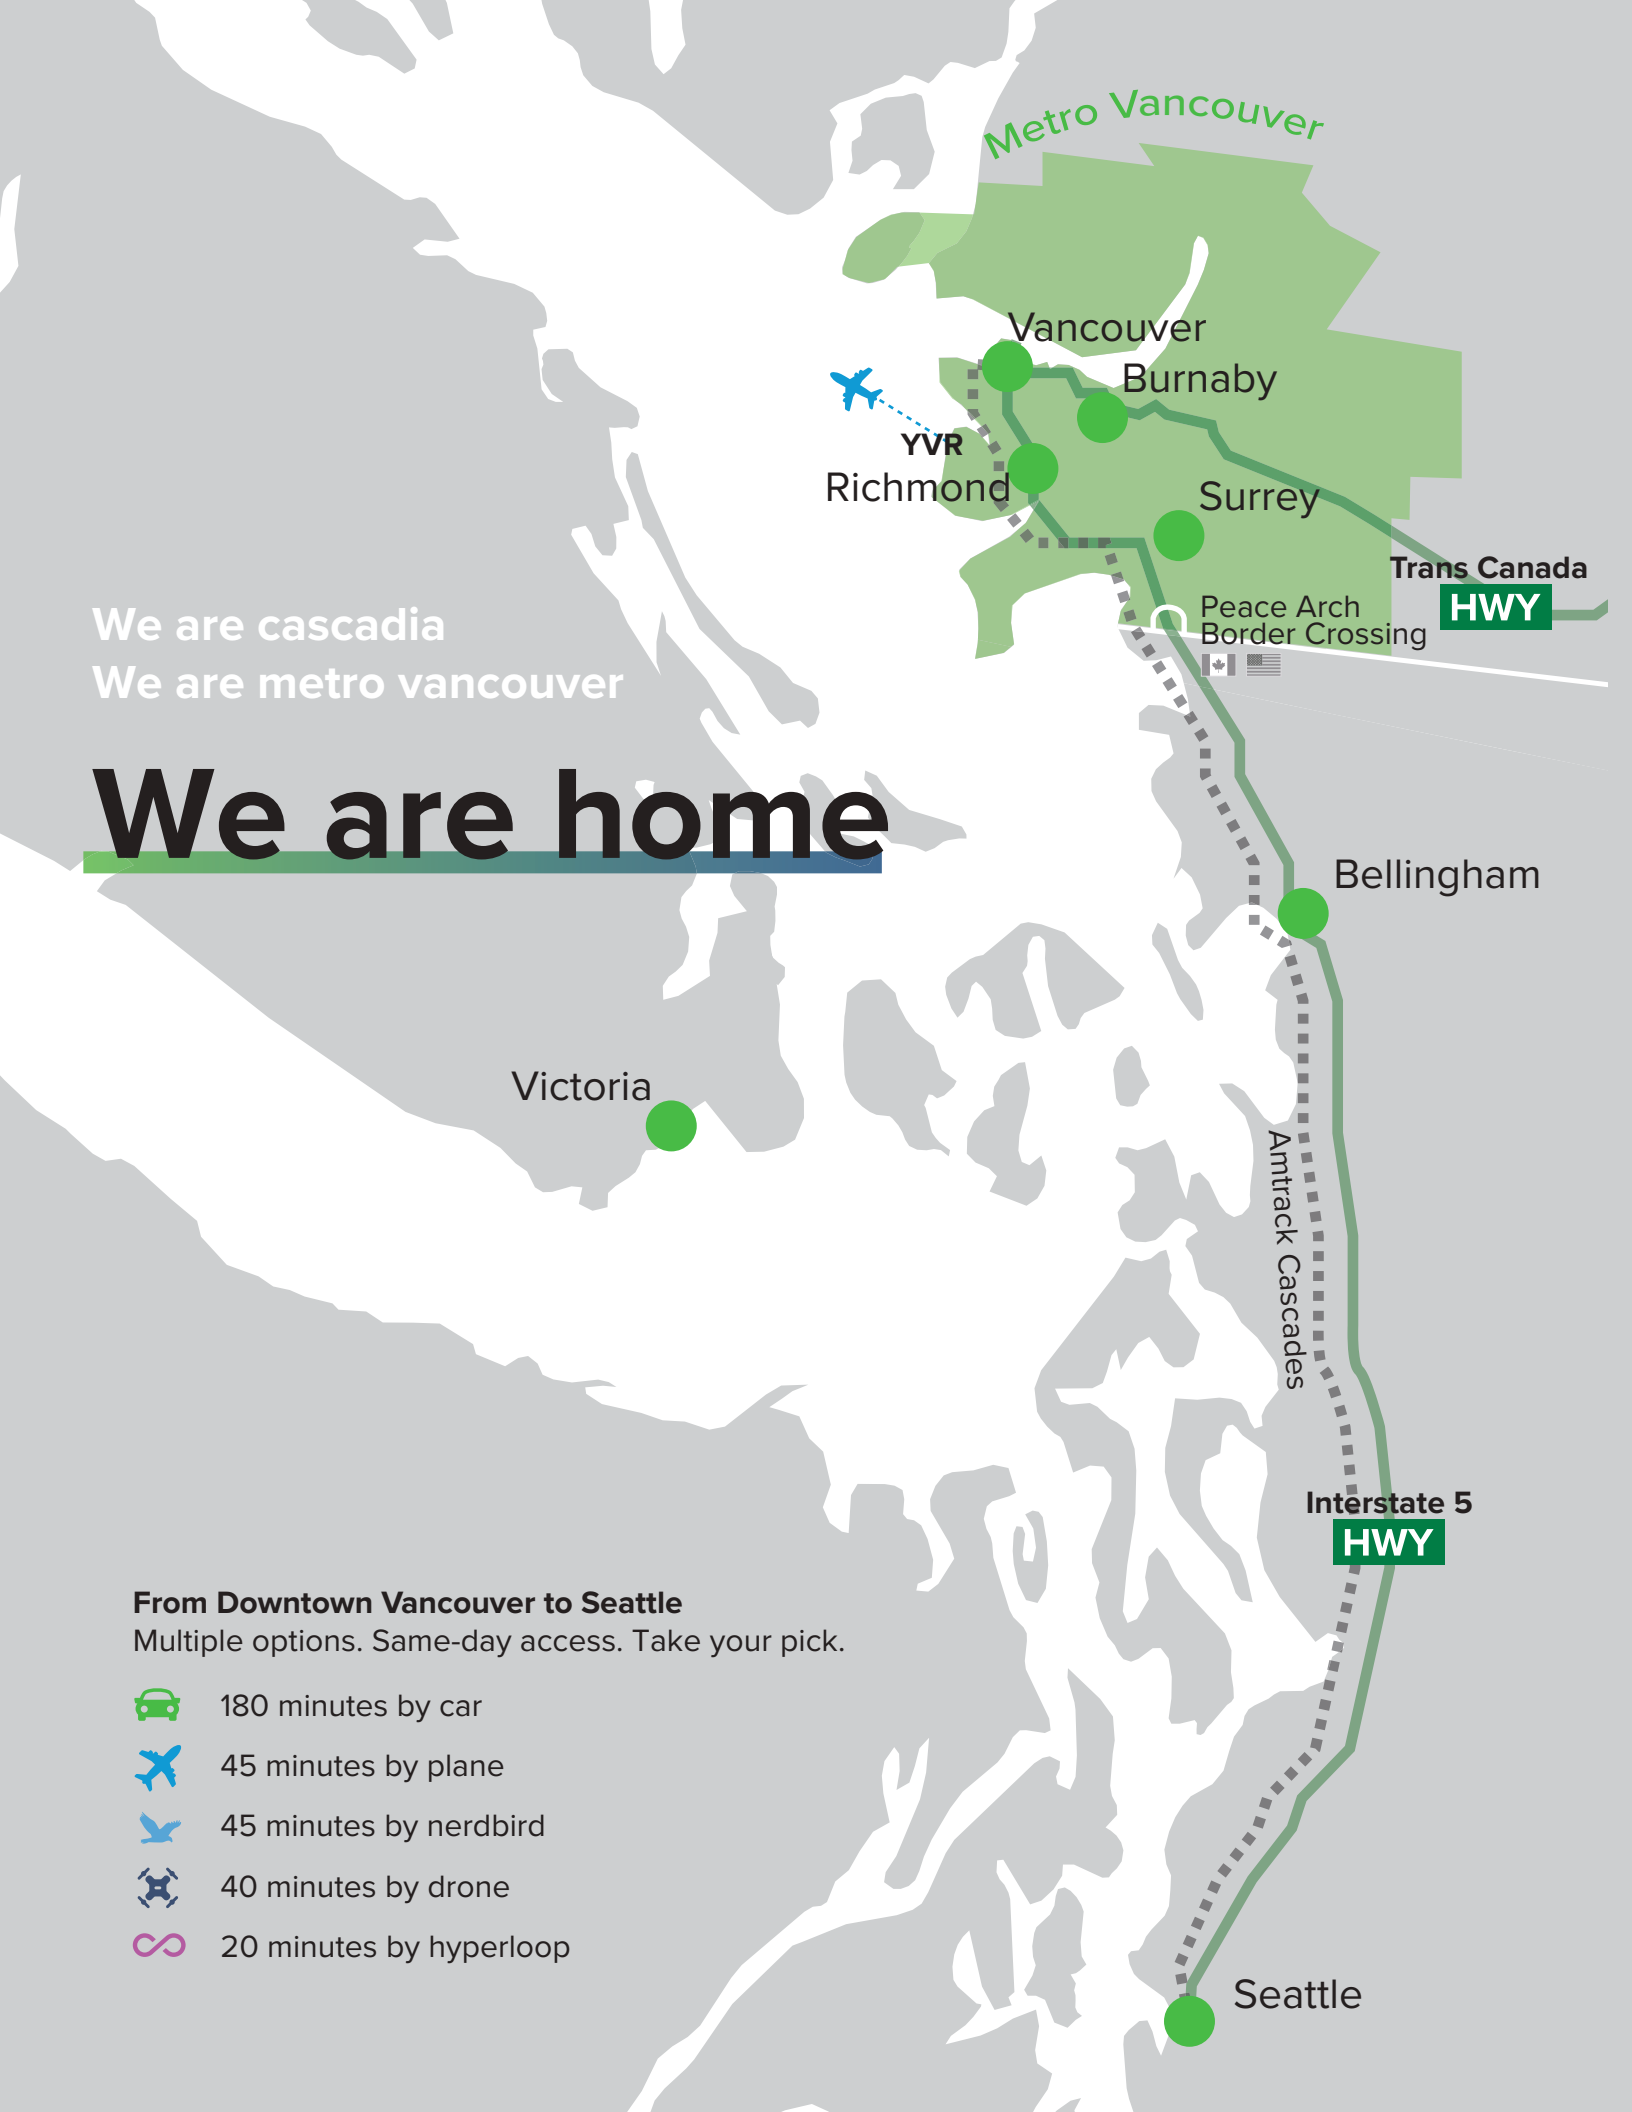 Metro Vancouver
Vancouver
Burnaby
YVR
Richmond
Surrey
Trans Canada
HWY
Peace Arch
Border Crossing
We are cascadia
We are metro vancouver
We are home
Bellingham
Victoria
Amtrack Cascades
Interstate 5
HWY
From Downtown Vancouver to Seattle
Multiple options. Same-day access. Take your pick.
180 minutes by car
45 minutes by plane
45 minutes by nerdbird
40 minutes by drone
20 minutes by hyperloop
Seattle